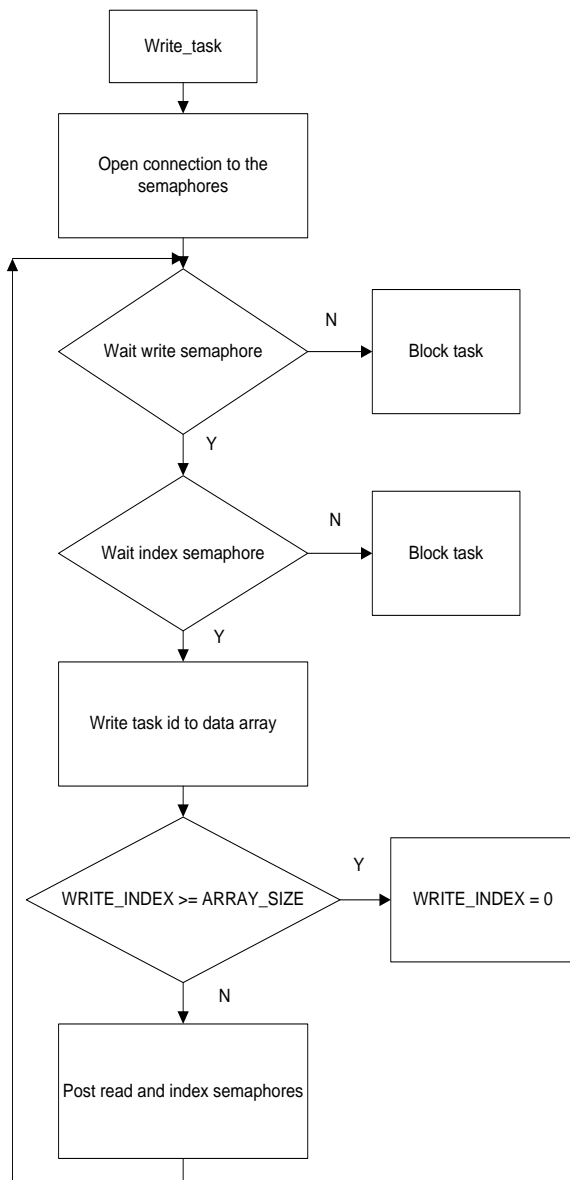 Write_task
Open connection to the
semaphores
N
Wait write semaphore
Block task
Y
N
Wait index semaphore
Block task
Y
Write task id to data array
Y
WRITE_INDEX >= ARRAY_SIZE
WRITE_INDEX = 0
N
Post read and index semaphores